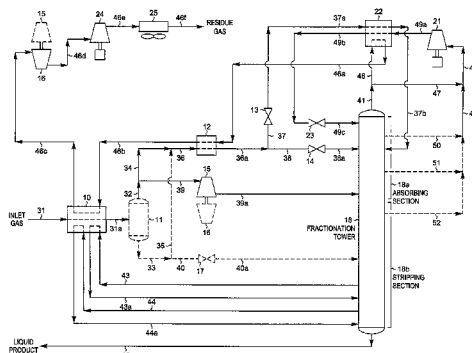 15
24
46e
25
46f
RESIDUE GAS
16
46d
37a
22
49a
21
49b
46a
48
41
47
13
37
23
49c
37b
46c
46b
12
34
36
36a
38
14
38a
50
32
39
15
39a
51
18a
ABSORBING SECTION
INLET GAS
31
10
31a
11
35
16
18
FRACTIONATION TOWER
52
33
40
17
40a
18b
STRIPPING SECTION
43
44
43a
44a
LIQUID PRODUCT